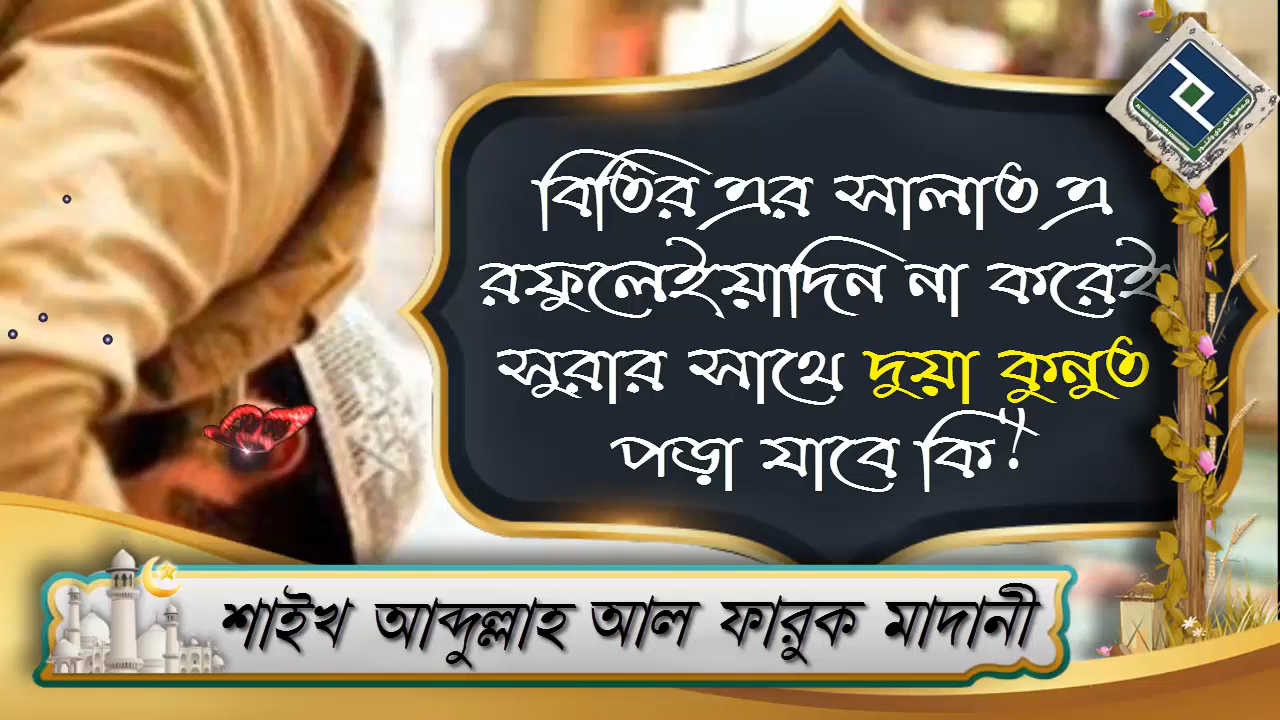 বিতির এর সালাত এ
রফুলেইয়াদিন না করেই
সুরার সাথে দুয়া কুনুত
পড়া যাবে কি!
শাইখ আব্দুল্লাহ আল ফারুক মাদানী